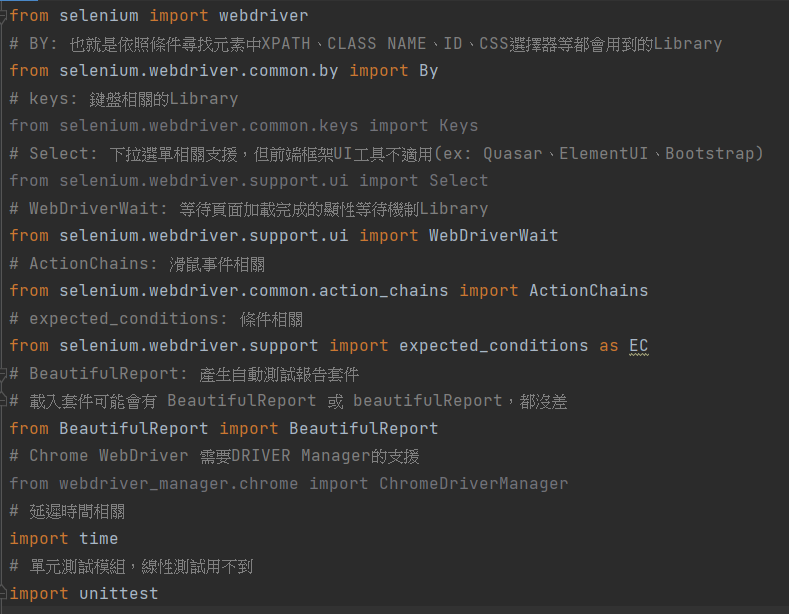 from selenium import webdriver
# BY: 也就是依照條件尋找元素中XPATH、CLASS NAME、ID、CSS選擇器等都會用到的Library
from selenium.webdriver.common.by import By
# keys: 鍵盤相關的Library
from selenium.webdriver.common.keys import Keys
# Select: 下拉選單相關支援，但前端框架UI工具不適用(ex: Quasar、ElementUI、Bootstrap)
from selenium.webdriver.support.ui import Select
# WebDriverWait: 等待頁面加載完成的顯性等待機制Library
from selenium.webdriver.support.ui import WebDriverWait
# ActionChains: 滑鼠事件相關
from selenium.webdriver.common.action_chains import ActionChains
# expected_conditions: 條件相關
from selenium.webdriver.support import expected_conditions as EC
# BeautifulReport: 產生自動測試報告套件
# 載入套件可能會有 BeautifulReport 或 beautifulReport，都沒差
from BeautifulReport import BeautifulReport
# Chrome WebDriver 需要DRIVER Manager的支援
from webdriver_manager.chrome import ChromeDriverManager
# 延遲時間相關
import time
# 單元測試模組，線性測試用不到
import unittest